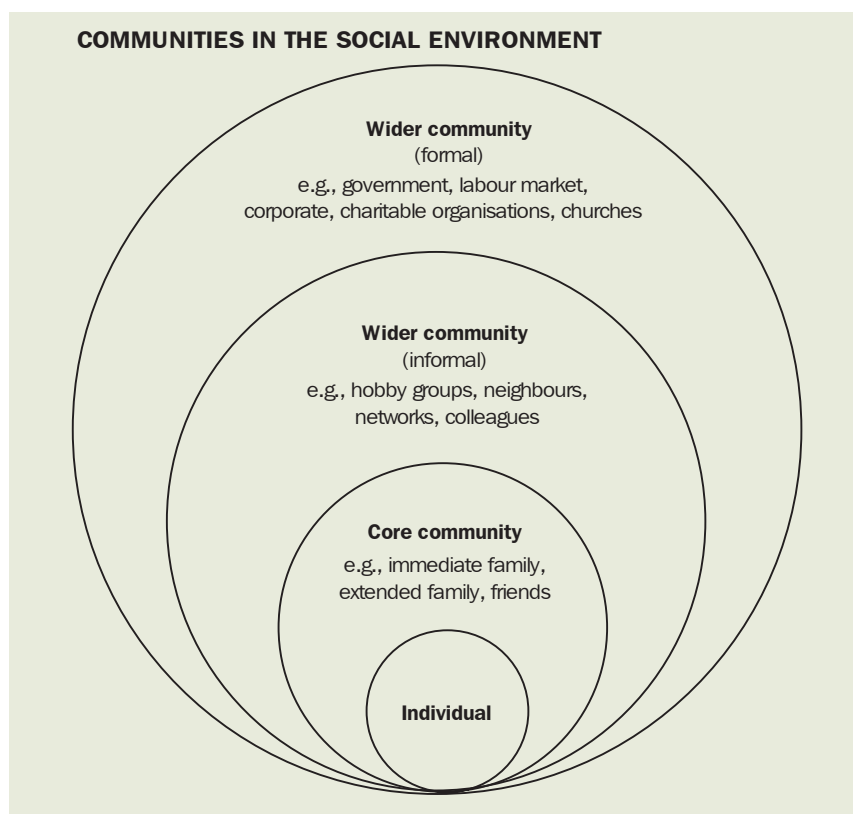 COMMUNITIES IN THE SOCIAL ENVIRONMENT
Wider community
(formal)
e.g., government, labour market,
corporate, charitable organisations, churches
Wider community
(informal)
e.g., hobby groups, neighbours,
networks, colleagues
Core community
e.g., immediate family,
extended family, friends
Individual